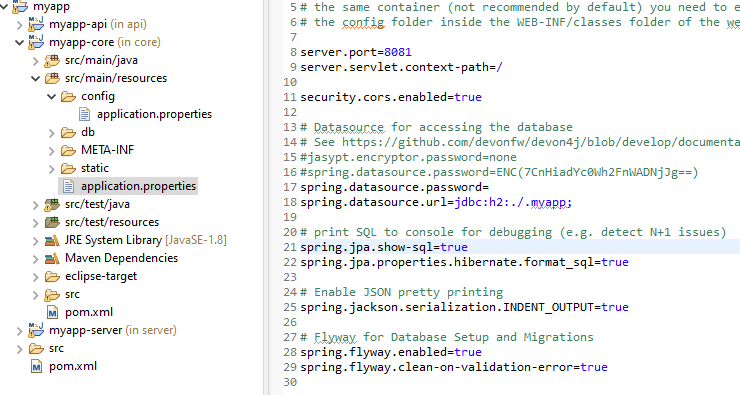 myapp
myapp-api (in api)
myapp-core (in core)
src/main/java
src/main/resources
config
application.properties
db
META-INF
static
application.properties
src/test/java
src/test/resources
JRE System Library [JavaSE-1.8]
Maven Dependencies
eclipse-target
src
pom.xml
myapp-server (in server)
src
pom.xml
5 # the same container (not recommended by default) you need to
6 # the config folder inside the WEB-INF/classes folder of the
7
8 server.port=8081
9 server.servlet.context-path=/
10
11 security.cors.enabled=true
12
13 # Datasource for accessing the database
14 # See https://github.com/devonfw/devon4j/blob/develop/documenta
15 #jasypt.encryptor.password=none
16 #spring.datasource.password=ENC(7CnHiadYc0Wh2FnWADNjJg==)
17 spring.datasource.password=
18 spring.datasource.url=jdbc:h2:./.myapp;
19
20 # print SQL to console for debugging (e.g. detect N+1 issues)
21 spring.jpa.show-sql=true
22 spring.jpa.properties.hibernate.format_sql=true
23
24 # Enable JSON pretty printing
25 spring.jackson.serialization.INDENT_OUTPUT=true
26
27 # Flyway for Database Setup and Migrations
28 spring.flyway.enabled=true
29 spring.flyway.clean-on-validation-error=true
30